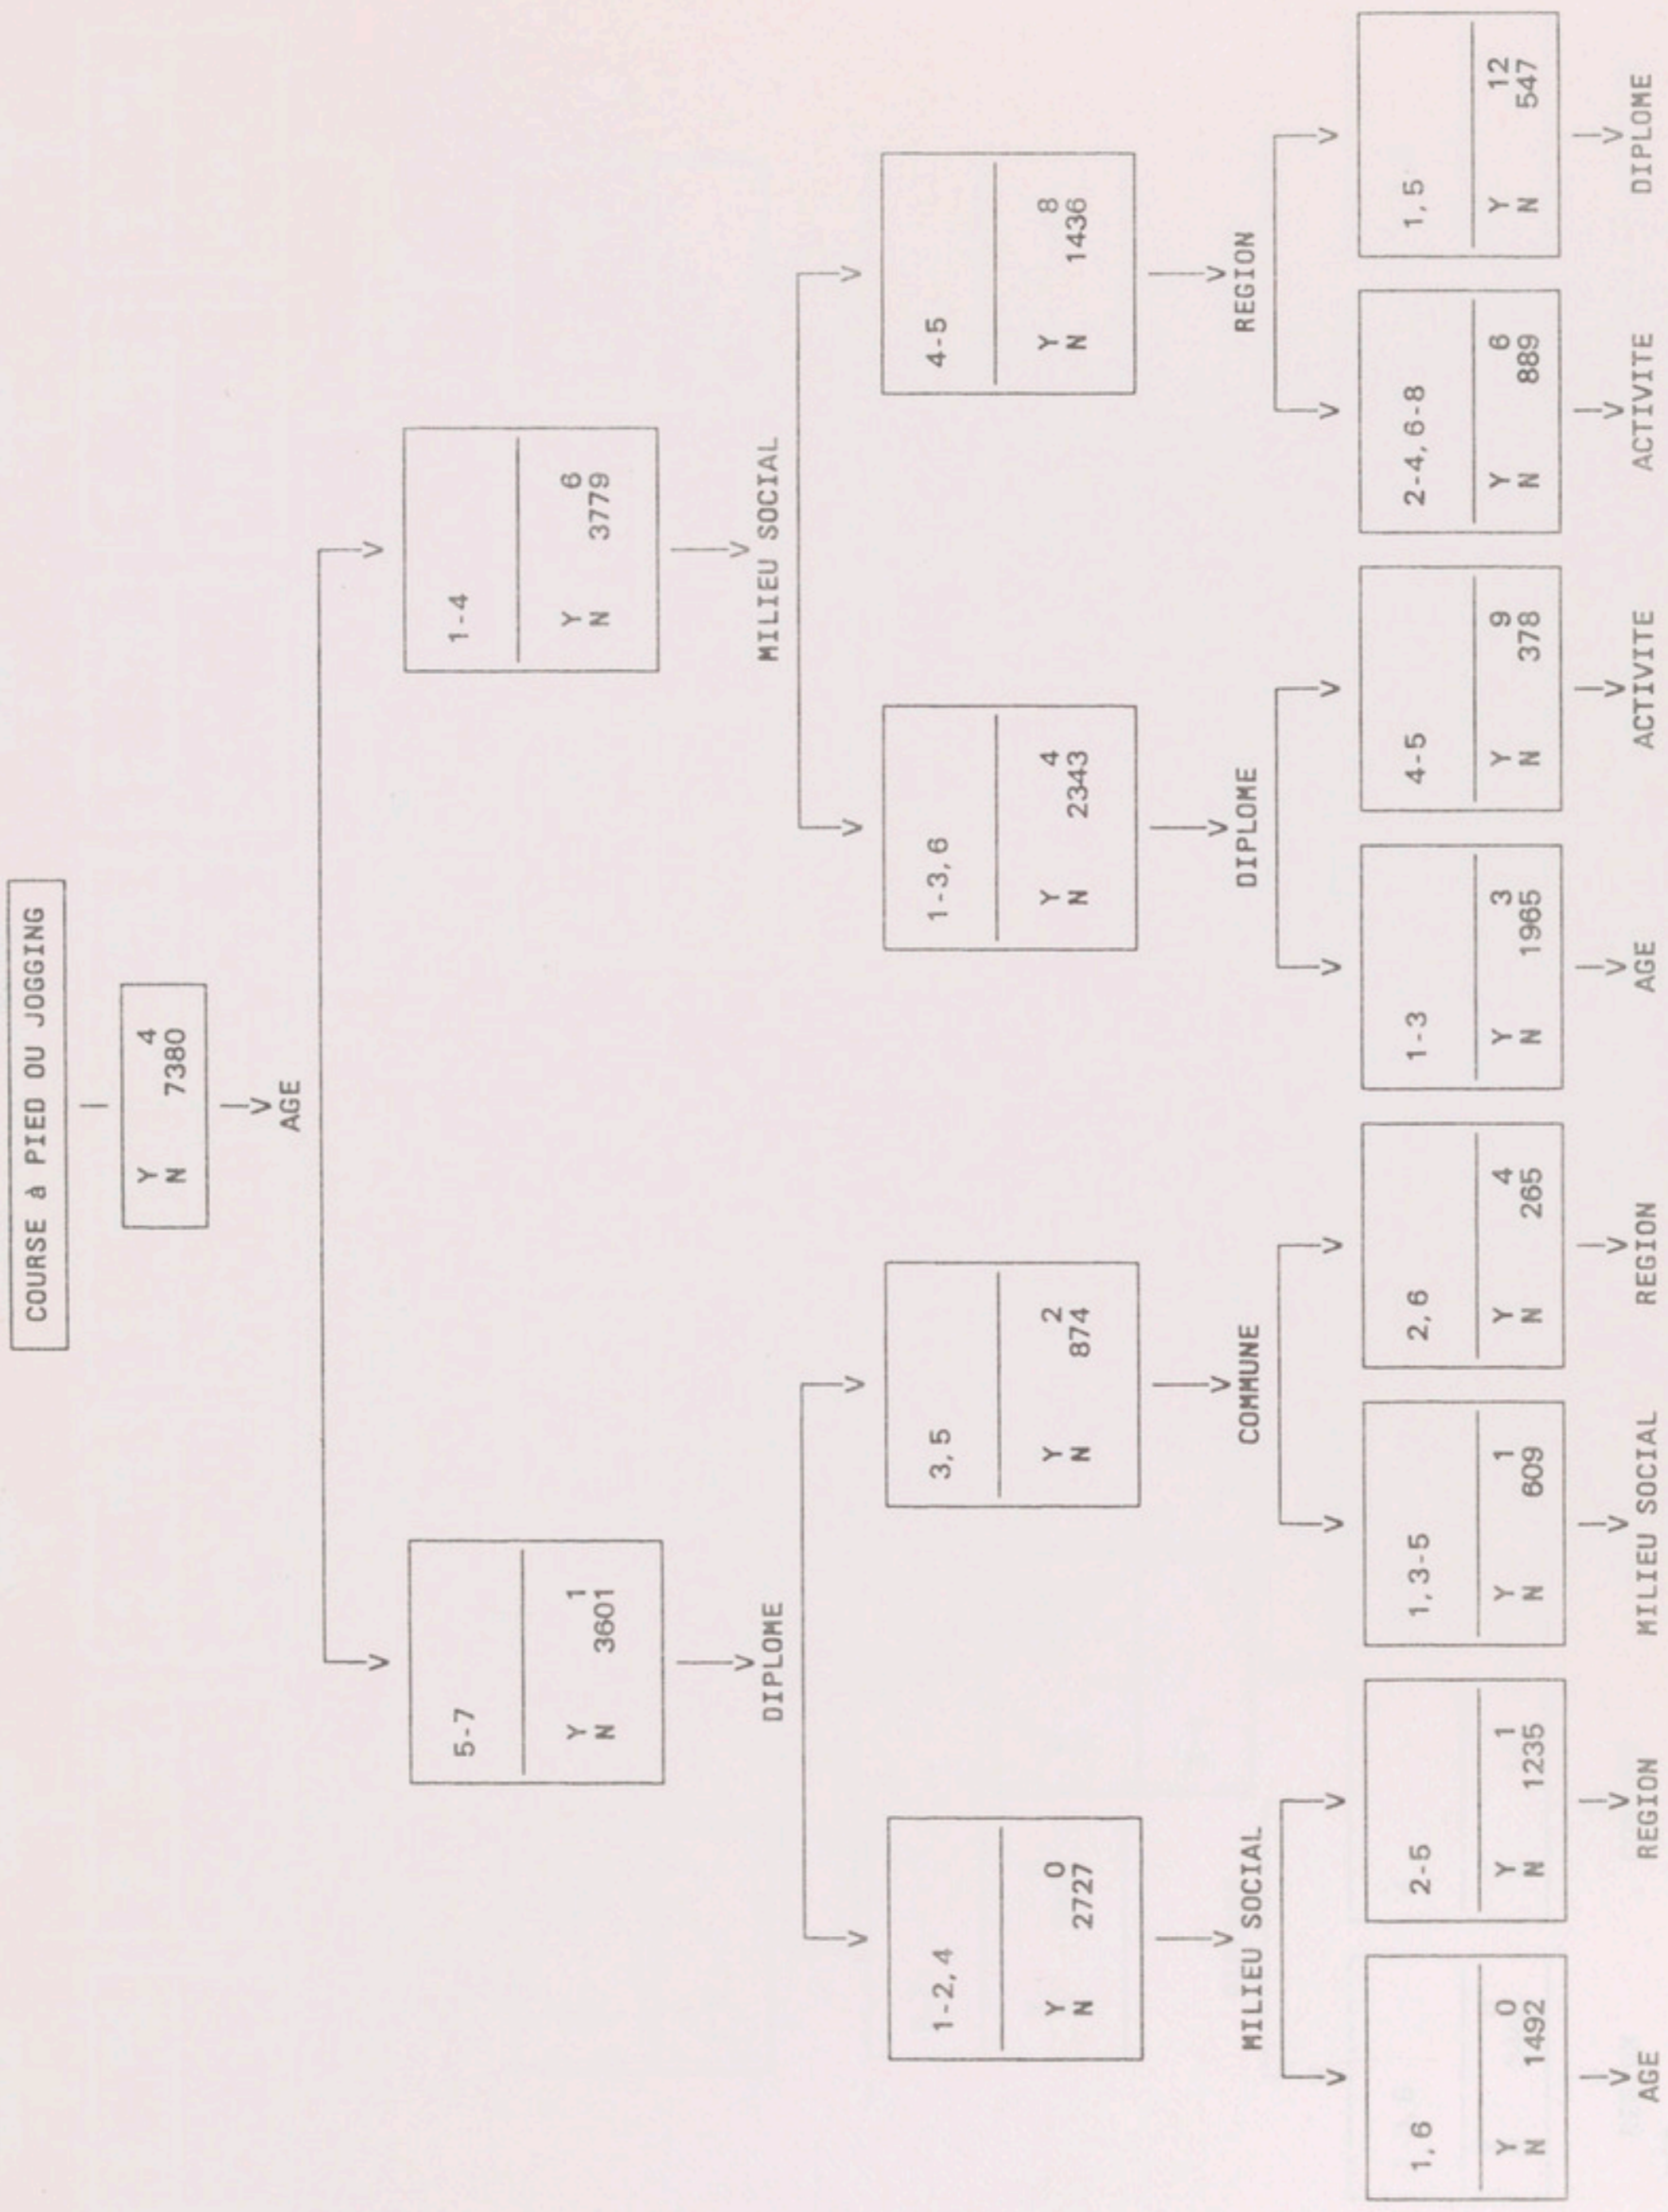 COURSE à PIED OU JOGGING
Y 4
N 7380
AGE
5-7
Y 1
N 3601
1-4
Y 6
N 3779
DIPLOME
MILIEU SOCIAL
1-2,4
Y 0
N 2727
3,5
Y 2
N 874
1-3,6
Y 4
N 2343
4-5
Y 8
N 1436
MILIEU SOCIAL
COMMUNE
DIPLOME
REGION
1,6
Y 0
N 1492
2-5
Y 1
N 1235
1,3-5
Y 1
N 609
2,6
Y 4
N 265
1-3
Y 3
N 1965
4-5
Y 9
N 378
2-4,6-8
Y 6
N 889
1,5
Y 12
N 547
AGE
REGION
MILIEU SOCIAL
REGION
AGE
ACTIVITE
ACTIVITE
DIPLOME